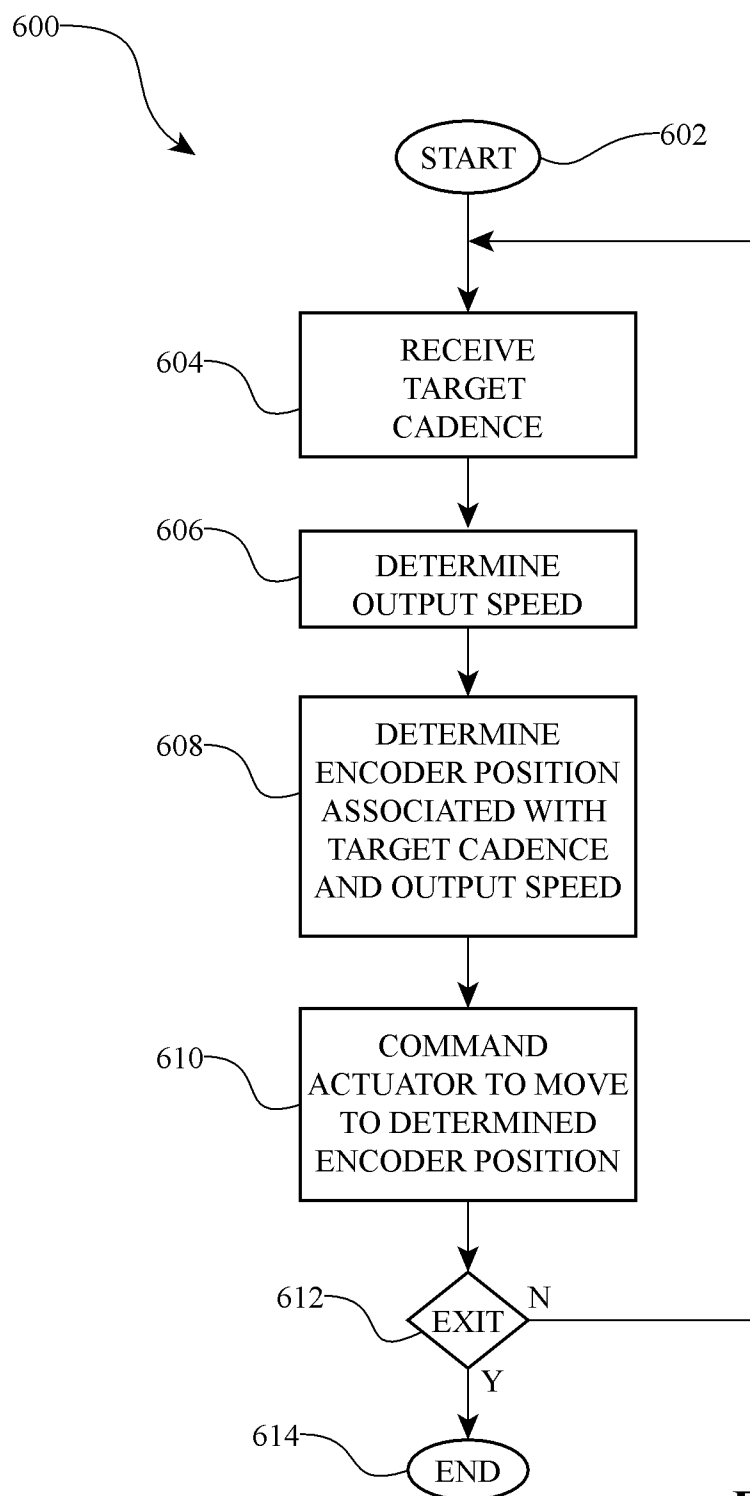 600
START
602
RECEIVE
TARGET
CADENCE
604
606
DETERMINE
OUTPUT SPEED
608
DETERMINE
ENCODER POSITION
ASSOCIATED WITH
TARGET CADENCE
AND OUTPUT SPEED
COMMAND
610
ACTUATOR TO MOVE
TO DETERMINED
ENCODER POSITION
612
EXIT
N
Y
614
END